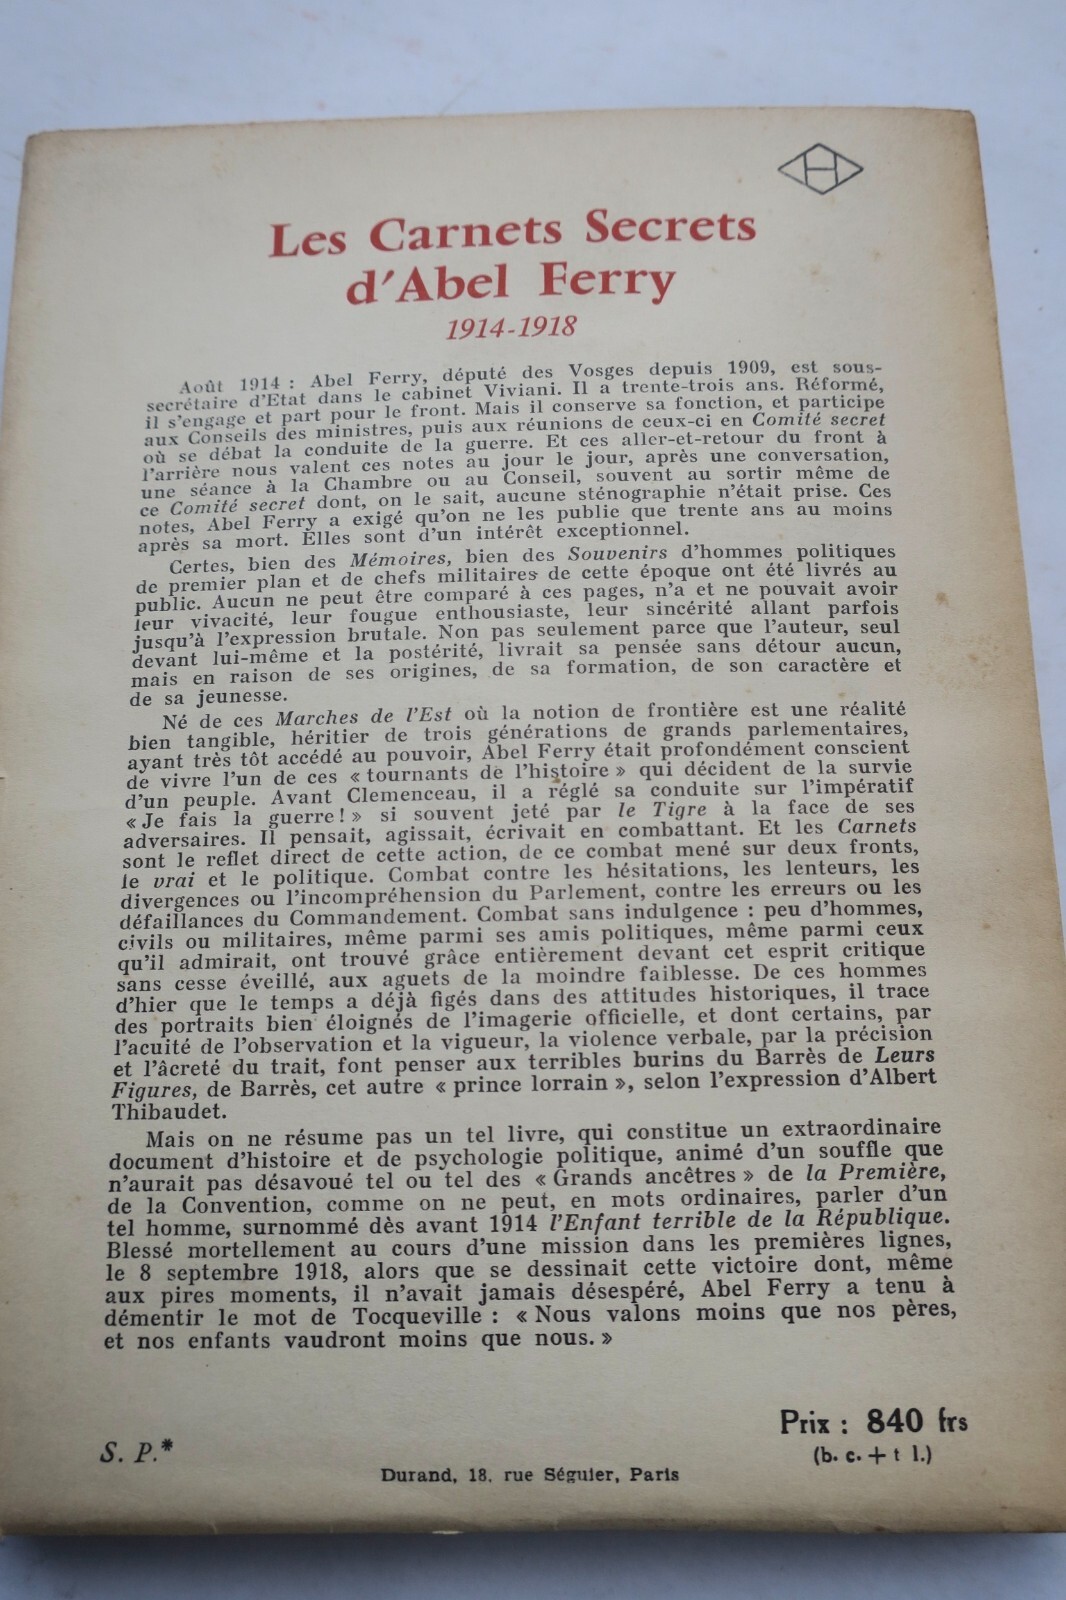 Les Carnets Secrets
d'Abel Ferry
1914-1918
Août 1914 : Abel Ferry, député des Vosges depuis 1909, est sous-
secrétaire d'Etat dans le cabinet Viviani. Il a trente-trois ans. Réformé,
il s'engage et part pour le front. Mais il conserve sa fonction, et participe
aux Conseils des ministres, puis aux réunions de ceux-ci en Comité secret
où se débat la conduite de la guerre. Et ces aller-et-retour du front à
l'arrière nous valent ces notes au jour le jour, après une conversation,
une séance à la Chambre ou au Conseil, souvent au sortir même de
ce Comité secret dont, on le sait, aucune sténographie n'était prise. Ces
notes, Abel Ferry a exigé qu'on ne les publie que trente ans au moins
après sa mort. Elles sont d'un intérêt exceptionnel.
Certes, bien des Mémoires, bien des Souvenirs d'hommes politiques
de premier plan et de chefs militaires de cette époque ont été livrés au
public. Aucun ne peut être comparé à ces pages, n'a et ne pouvait avoir
leur vivacité, leur fougue enthousiaste, leur sincérité allant parfois
jusqu'à l'expression brutale. Non pas seulement parce que l'auteur, seul
devant lui-même et la postérité, livrait sa pensée sans détour aucun,
mais en raison de ses origines, de sa formation, de son caractère et
de sa jeunesse.
Né de ces Marches de l'Est où la notion de frontière est une réalité
bien tangible, héritier de trois générations de grands parlementaires,
ayant très tôt accédé au pouvoir, Abel Ferry était profondément conscient
de vivre l'un de ces « tournants de l'histoire » qui décident de la survie
d'un peuple. Avant Clemenceau, il a réglé sa conduite sur l'impératif
« Je fais la guerre! » si souvent jeté par le Tigre à la face de ses
adversaires. Il pensait, agissait, écrivait en combattant. Et les Carnets
sont le reflet direct de cette action, de ce combat mené sur deux fronts,
le vrai et le politique. Combat contre les hésitations, les lenteurs, les
divergences ou l'incompréhension du Parlement, contre les erreurs ou les
défaillances du Commandement. Combat sans indulgence : peu d'hommes,
civils ou militaires, même parmi ses amis politiques, même parmi ceux
qu'il admirait, ont trouvé grâce entièrement devant cet esprit critique
sans cesse éveillé, aux aguets de la moindre faiblesse. De ces hommes
d'hier que le temps a déjà figés dans des attitudes historiques, il trace
des portraits bien éloignés de l'imagerie officielle, et dont certains, par
l'acuité de l'observation et la vigueur, la violence verbale, par la précision
et l'âcreté du trait, font penser aux terribles burins du Barrès de Leurs
Figures, de Barrès, cet autre « prince lorrain », selon l'expression d'Albert
Thibaudet.
Mais on ne résume pas un tel livre, qui constitue un extraordinaire
document d'histoire et de psychologie politique, animé d'un souffle que
n'aurait pas désavoué tel ou tel des « Grands ancêtres » de la Première,
de la Convention, comme on ne peut, en mots ordinaires, parler d'un
tel homme, surnommé dès avant 1914 l'Enfant terrible de la République.
Blessé mortellement au cours d'une mission dans les premières lignes,
le 8 septembre 1918, alors que se dessinait cette victoire dont, même
aux pires moments, il n'avait jamais désespéré, Abel Ferry a tenu à
démentir le mot de Tocqueville : « Nous valons moins que nos pères,
et nos enfants vaudront moins que nous. »
Prix : 840 frs
(b. c. + t l.)
S. P.*
Durand, 18, rue Séguier, Paris